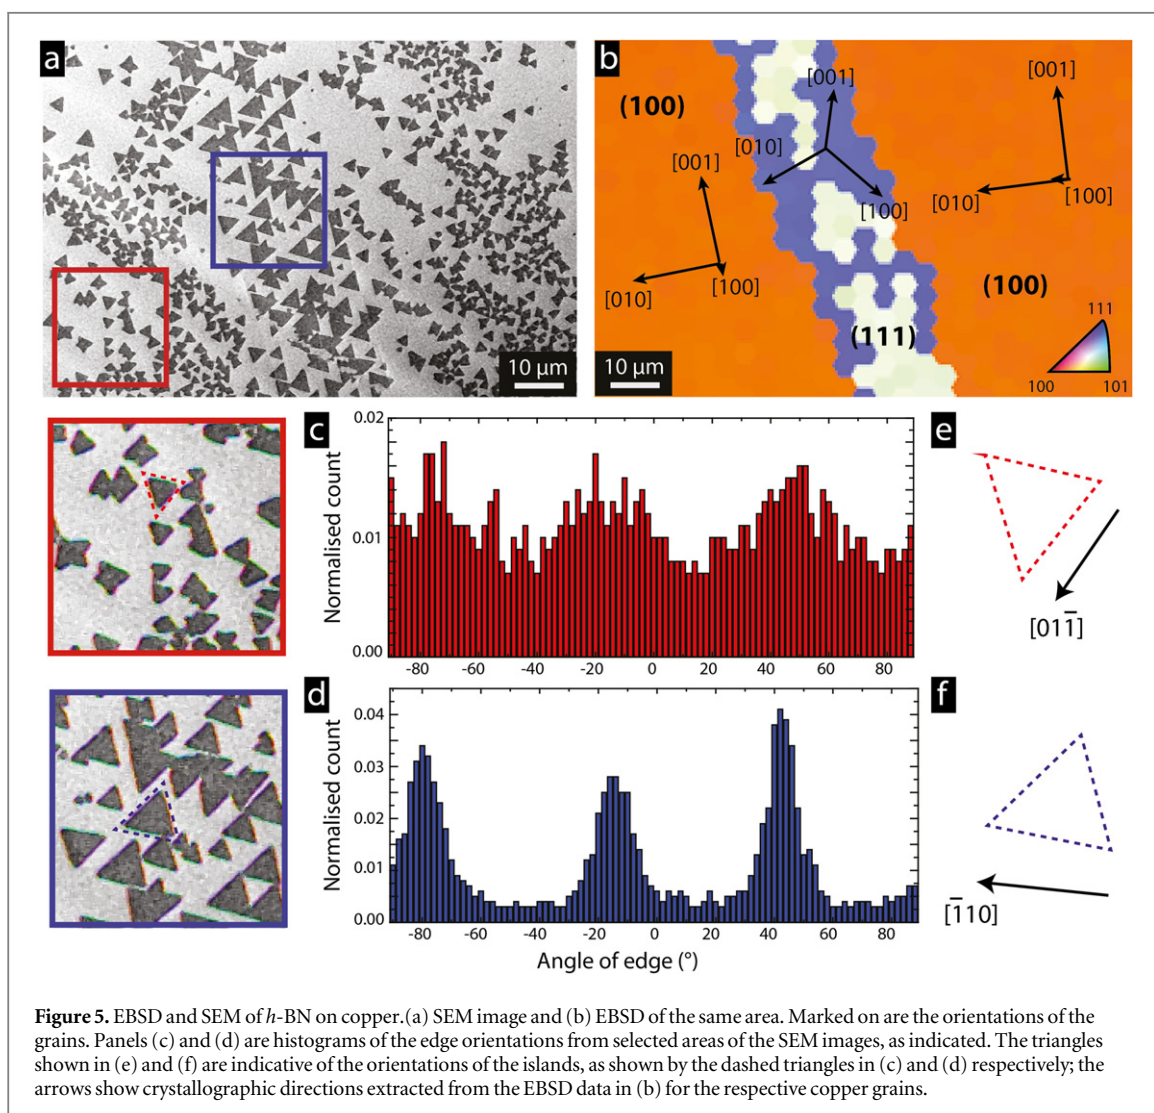 a
10 µm
b
(100)
[001]
[010]
[100]
[001]
[010]
[100]
[001]
[010]
[100]
(100)
(111)
10 µm
111
100
101
c
Normalised count
0.02
0.01
0.00
-80 -60 -40 -20 0 20 40 60 80
e
[011̅]
d
Normalised count
0.04
0.03
0.02
0.01
0.00
-80 -60 -40 -20 0 20 40 60 80
Angle of edge (°)
f
[1̅10]
Figure 5. EBSD and SEM of h-BN on copper.(a) SEM image and (b) EBSD of the same area. Marked on are the orientations of the
grains. Panels (c) and (d) are histograms of the edge orientations from selected areas of the SEM images, as indicated. The triangles
shown in (e) and (f) are indicative of the orientations of the islands, as shown by the dashed triangles in (c) and (d) respectively; the
arrows show crystallographic directions extracted from the EBSD data in (b) for the respective copper grains.